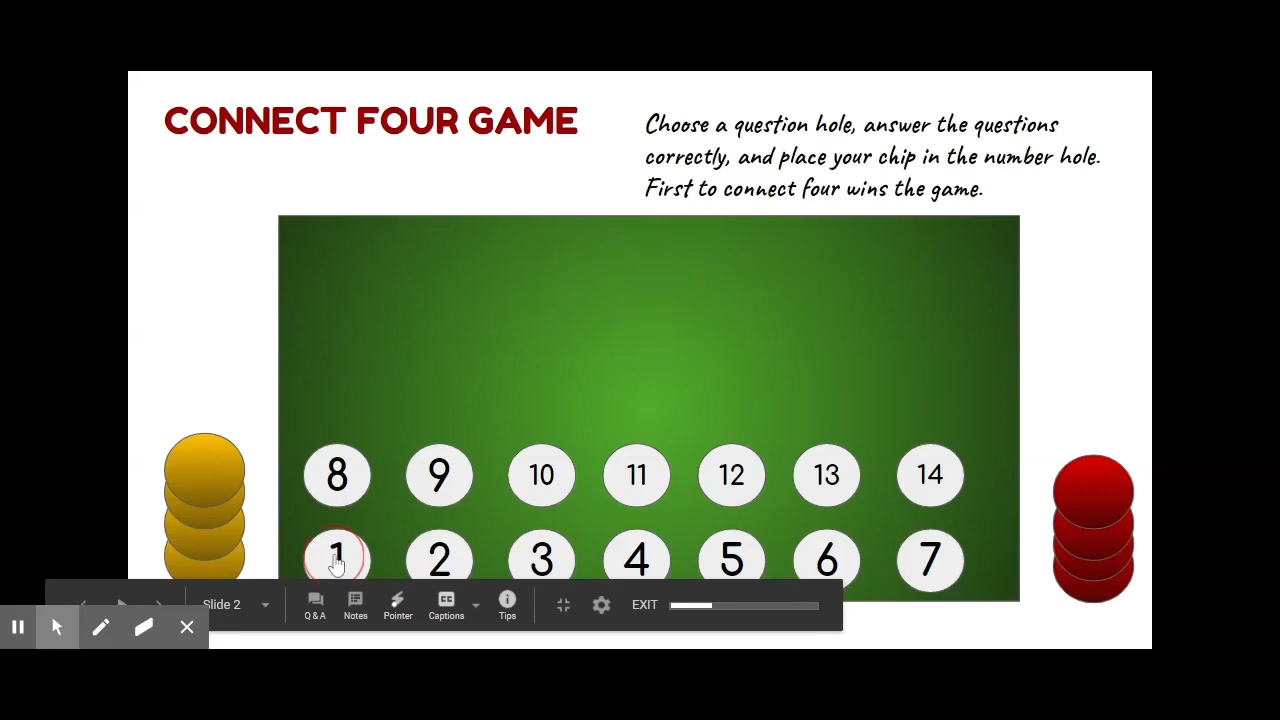 CONNECT FOUR GAME
Choose a question hole, answer the questions
correctly, and place your chip in the number hole.
First to connect four wins the game.
8 9 10 11 12 13 14
1 2 3 4 5 6 7
Slide 2 Q & A Notes Pointer Captions Tips EXIT